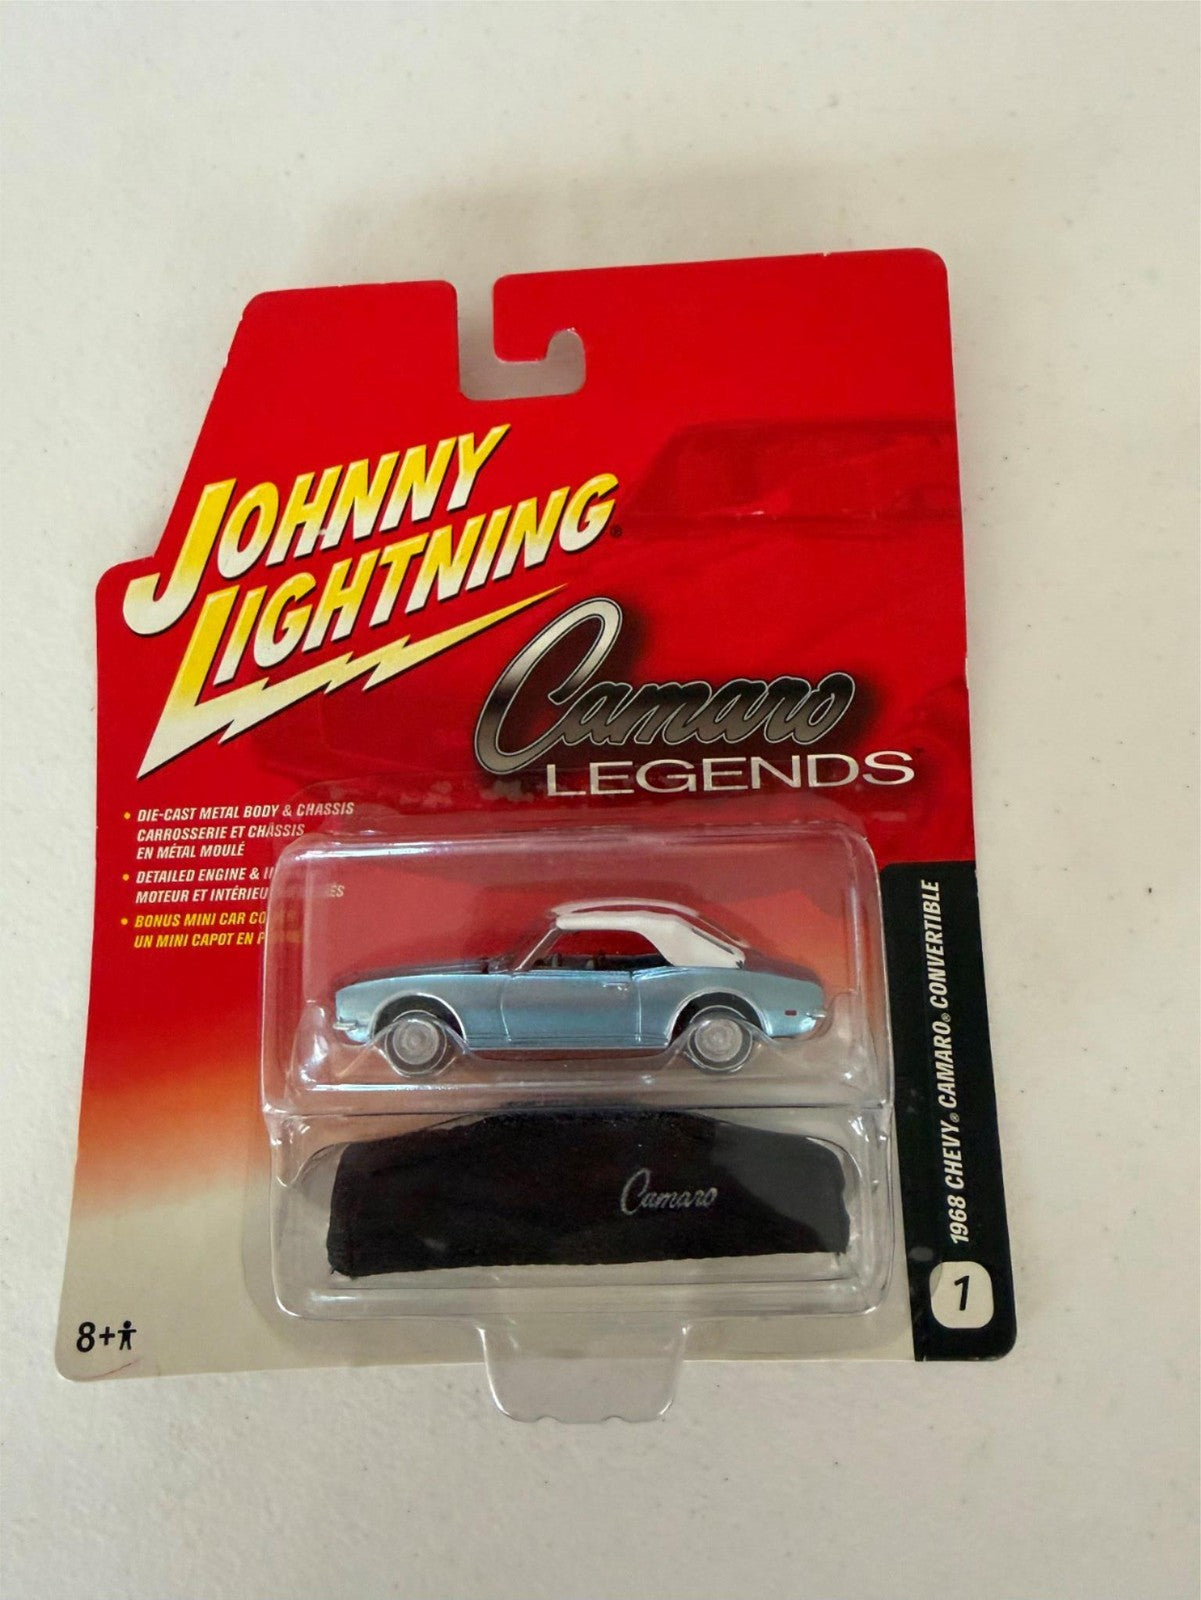 JOHNNY
LIGHTNING®
Camaro
LEGENDS
• DIE-CAST METAL BODY & CHASSIS
CARROSSERIE ET CHÂSSIS
EN MÉTAL MOULÉ
• DETAILED ENGINE &
MOTEUR ET
• BONUS MINI CAR
UN MINI CAPOT EN
Camaro
1968 CHEVY® CAMARO® CONVERTIBLE
1
8+